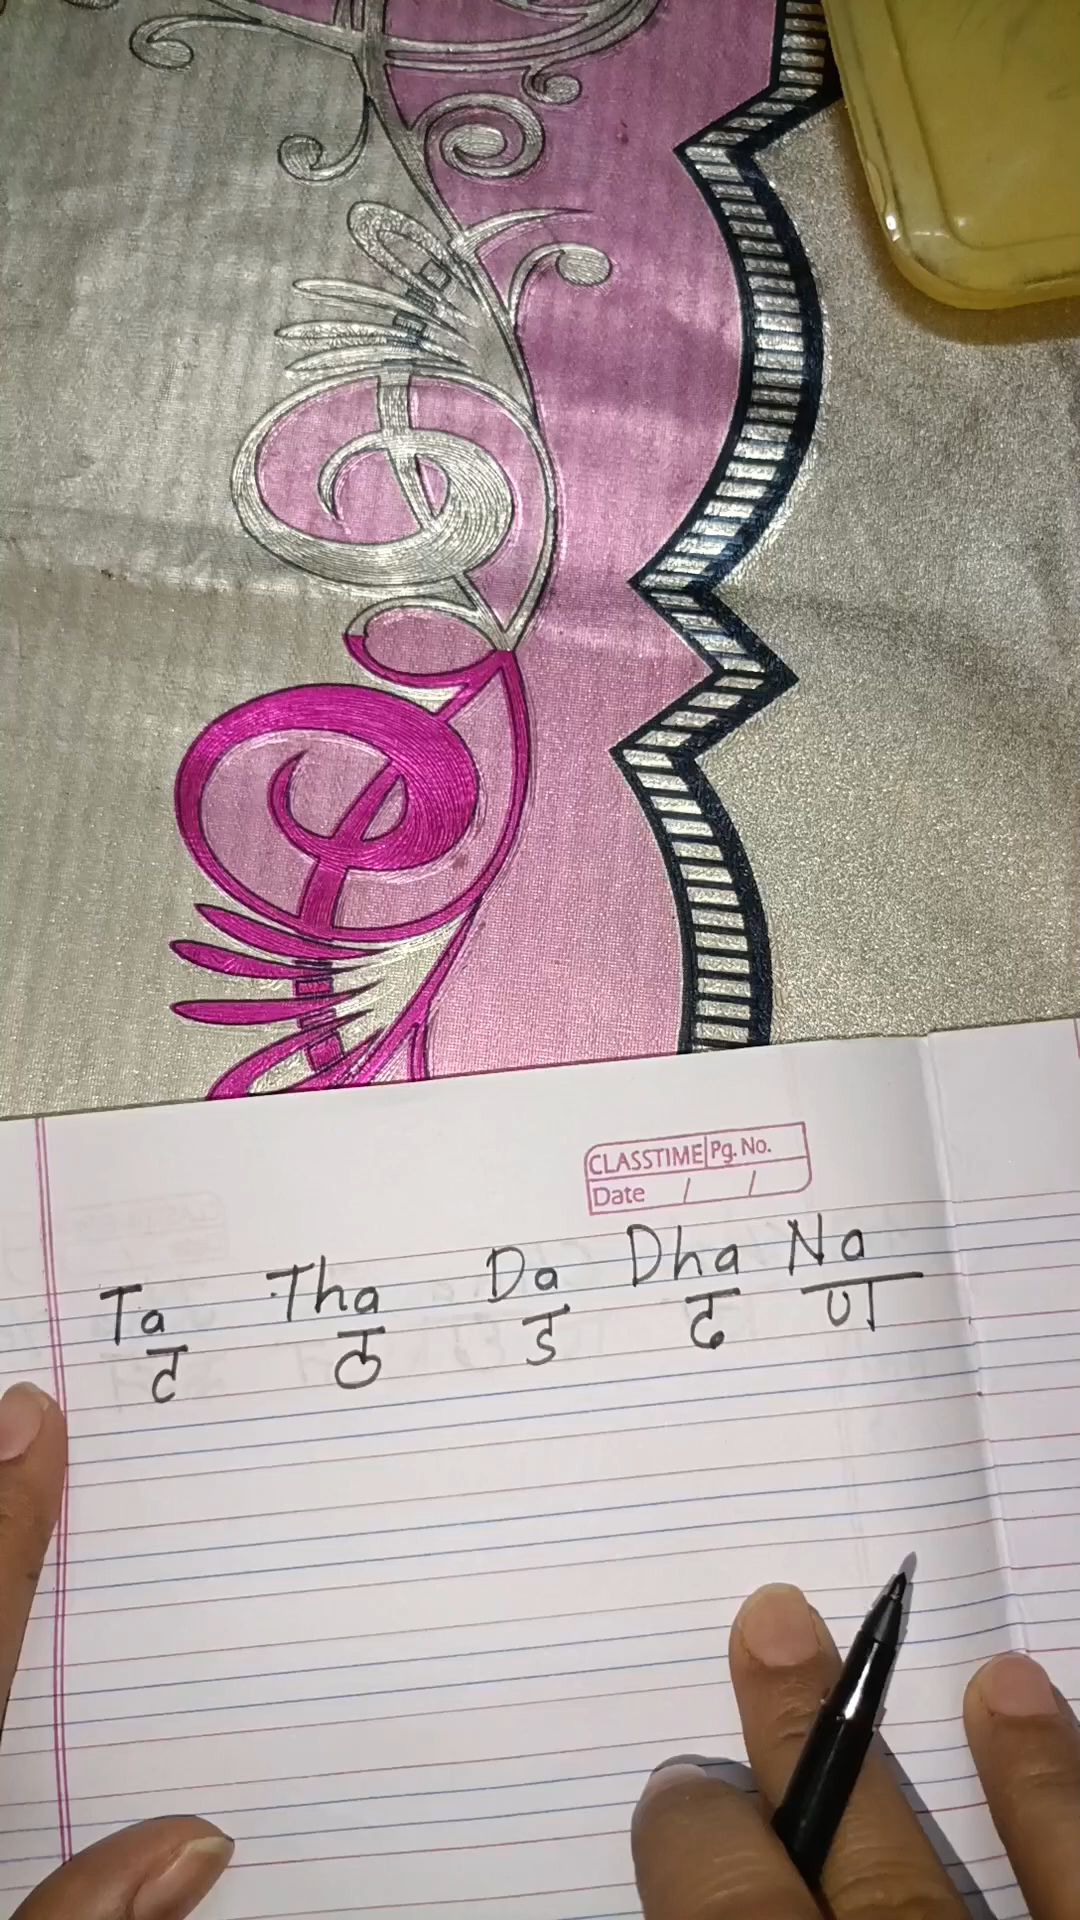 CLASSTIME Pg. No.
Date / /
Ta Tha Da Dha Na
ट ठ ड ढ ण